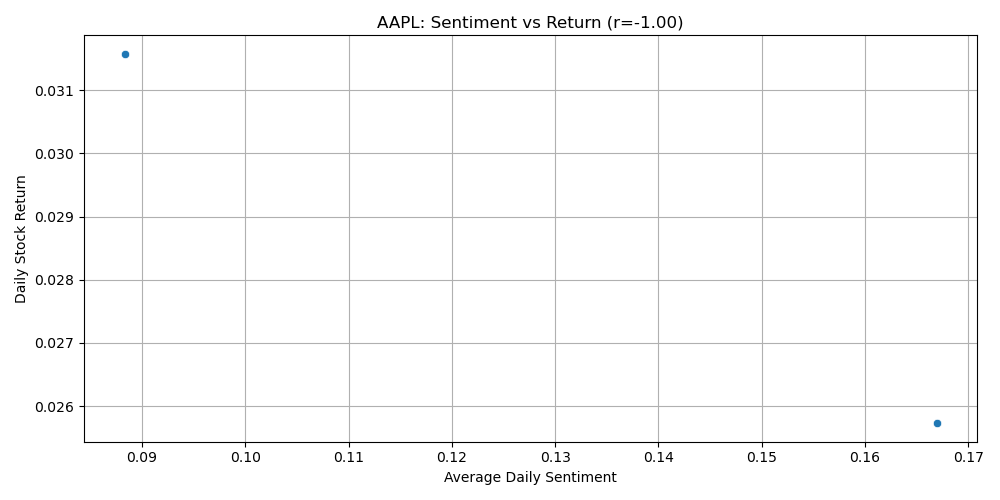 AAPL: Sentiment vs Return (r=-1.00)
Daily Stock Return
0.031
0.030
0.029
0.028
0.027
0.026
0.09 0.10 0.11 0.12 0.13 0.14 0.15 0.16 0.17
Average Daily Sentiment